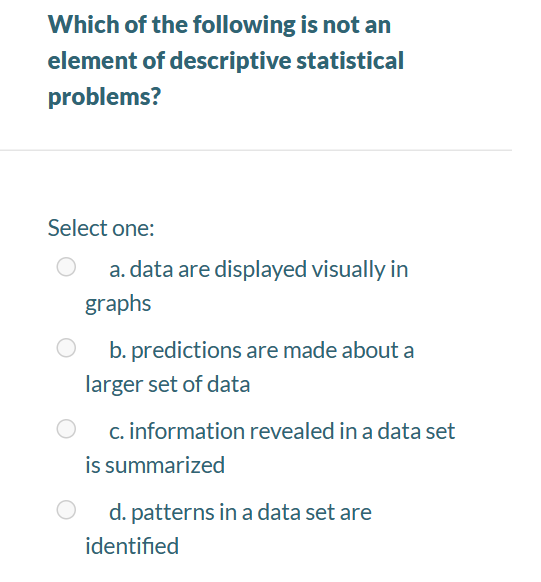 Which of the following is not an
element of descriptive statistical
problems?
Select one:
a. data are displayed visually in
graphs
b. predictions are made about a
larger set of data
c. information revealed in a data set
is summarized
d. patterns in a data set are
identified